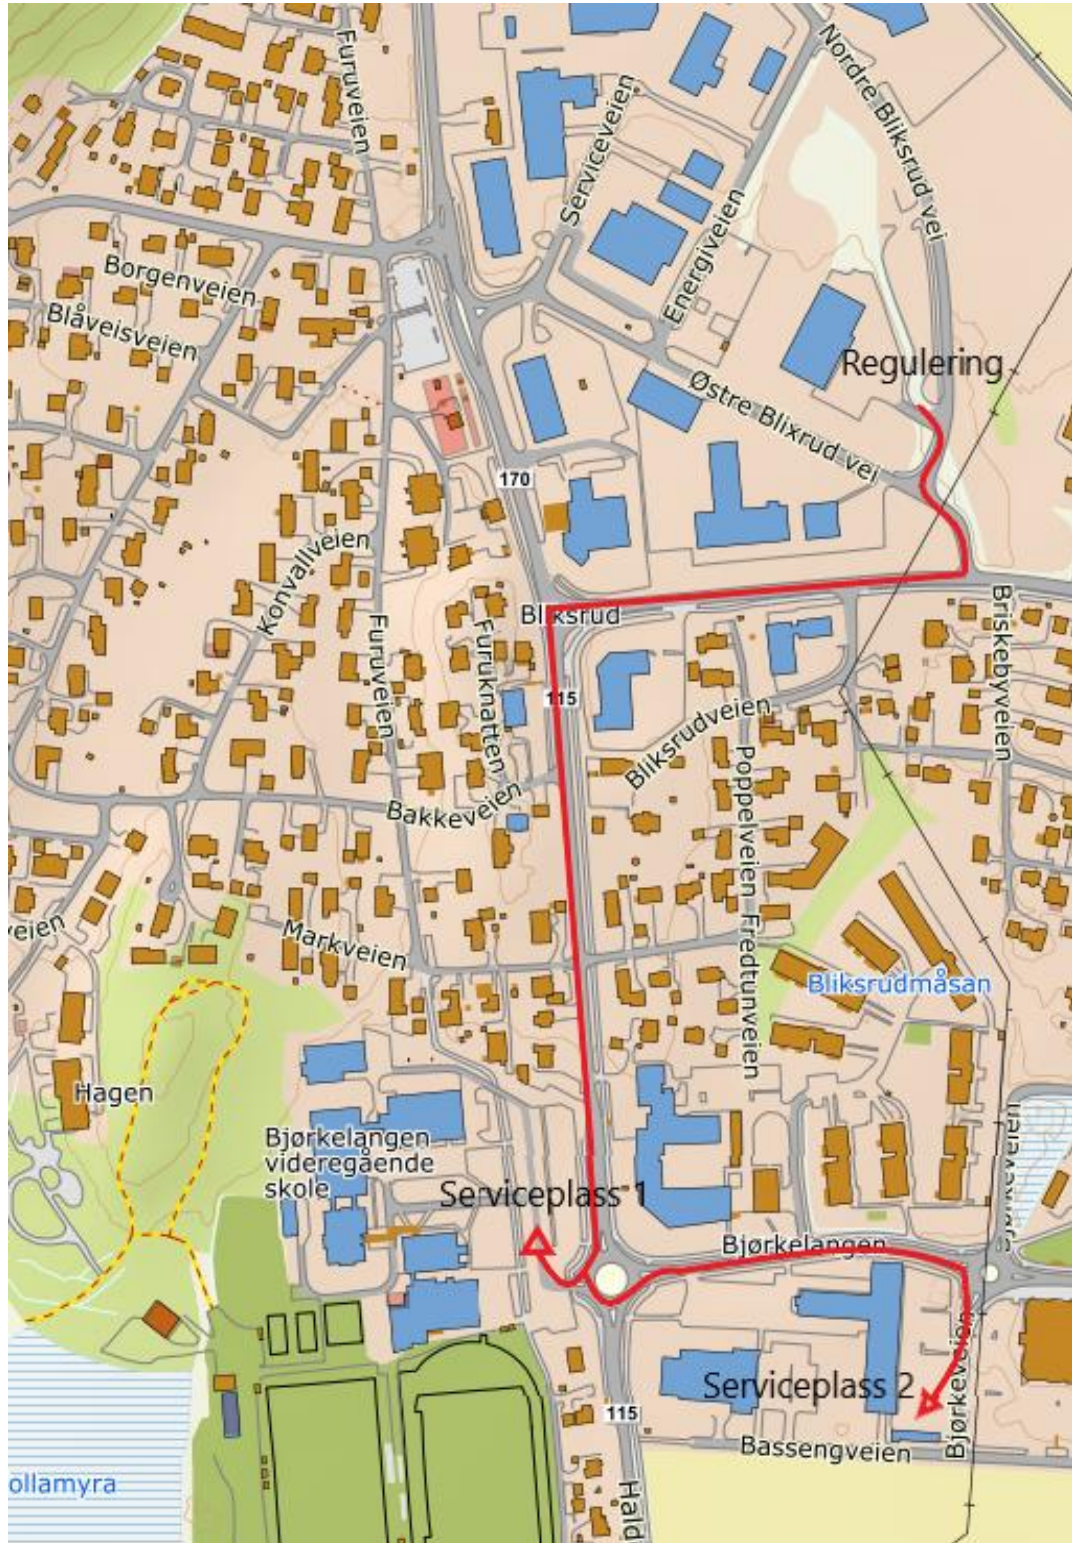 Furuveien
Nordre Bliksrud vei
Serviceveien
Energiveien
Borgenveien
Blåveisveien
Regulering
Østre Blixrud vei
170
Konvallveien
Bliksrud
Briskebyveien
Furuveien
Furuknatten
115
Bliksrudveien
Poppelveien
Bakkeveien
Fredtunveien
veien
Markveien
Bliksrudmåsan
Hagen
Bjørkelangen
videregående
skole
Serviceplass 1
Bjørkelangen
Bjørkeveien
Serviceplass 2
115
Bassengveien
ollamyra
Hald